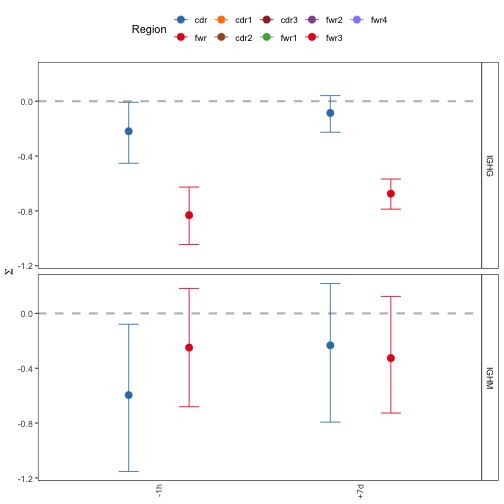 Region
cdr cdr1 cdr3 fwr2 fwr4
fwr cdr2 fwr1 fwr3
0.0
-0.4
-0.8
-1.2
IGHG
Σ
0.0
-0.4
-0.8
-1.2
IGHM
-1h
+7d